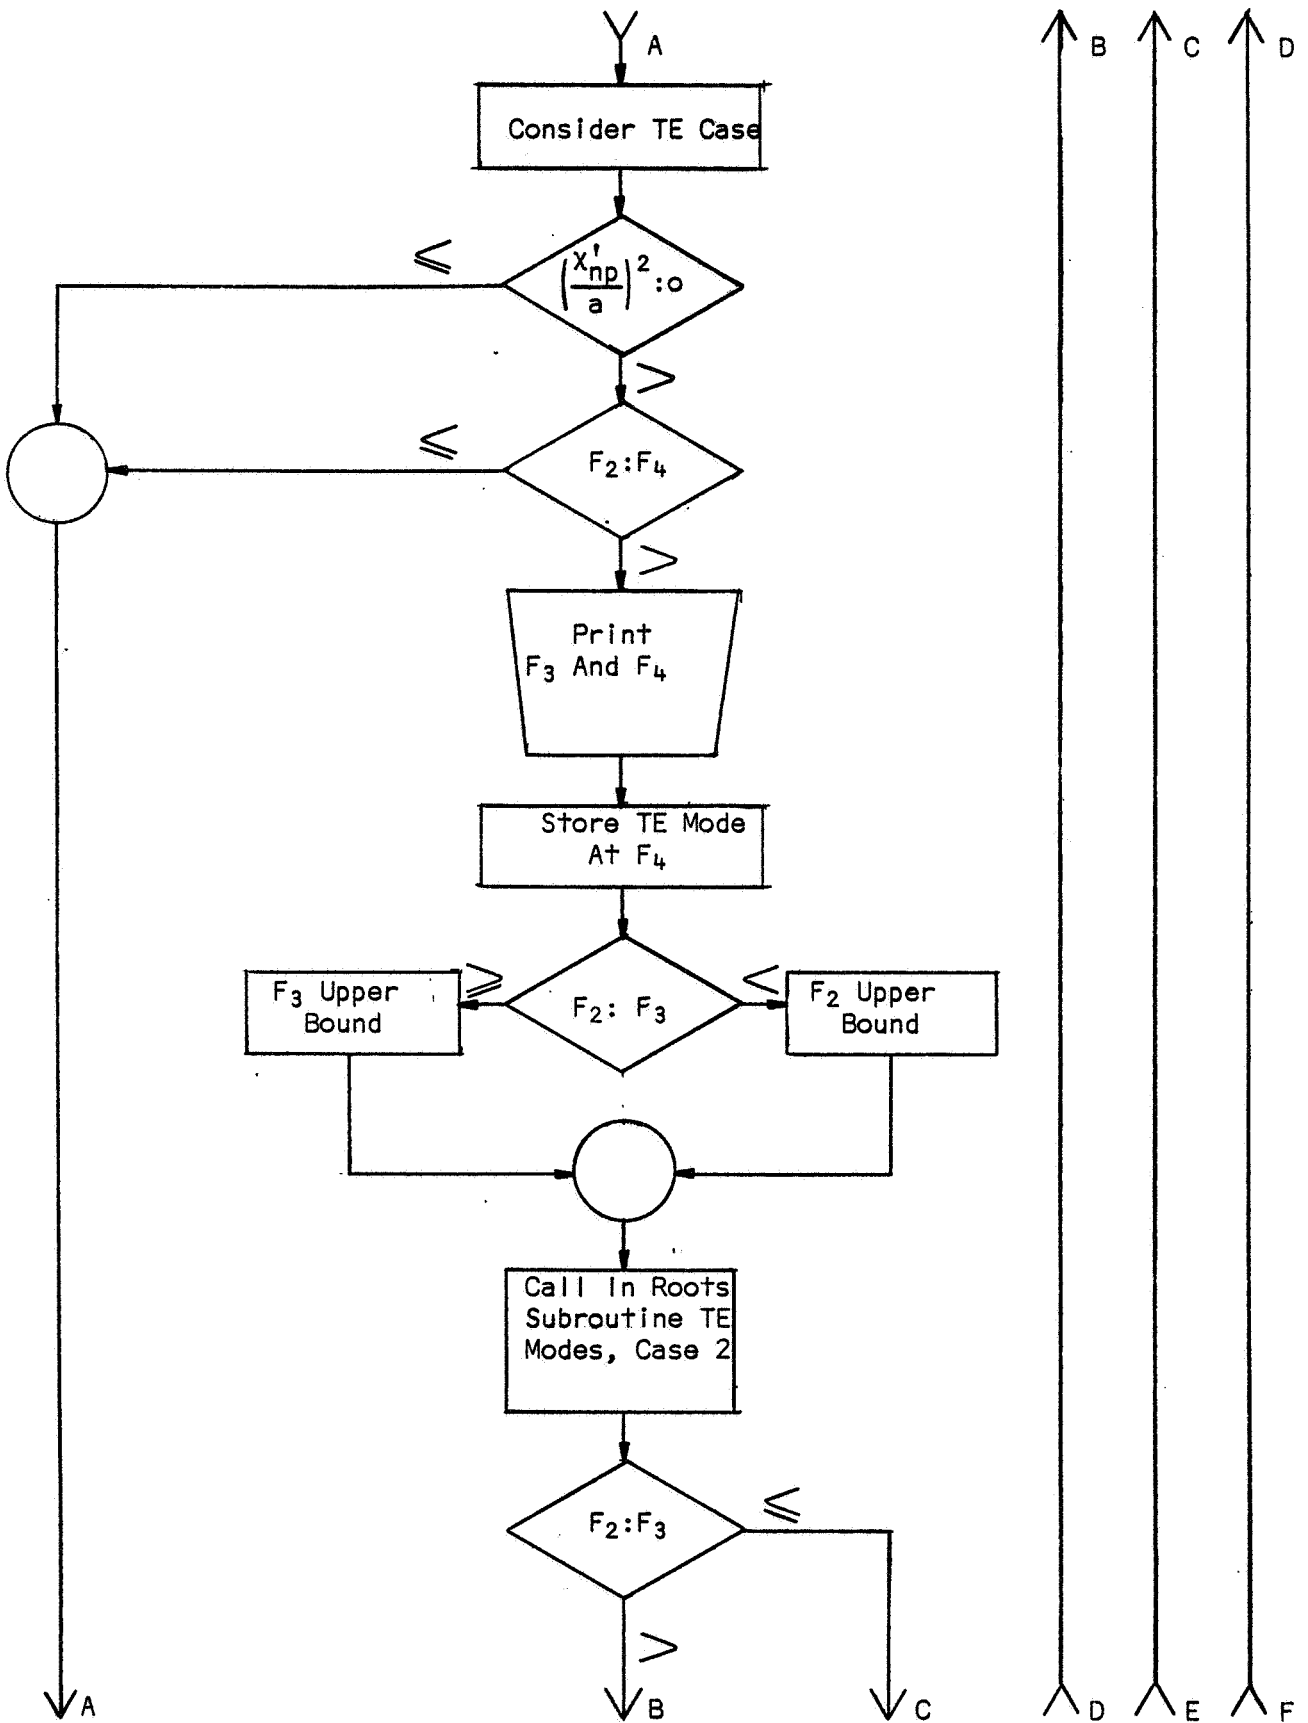 A
B
C
D
Consider TE Case
≤
(X'np/a)²:o
>
≤
F₂:F₄
>
Print
F₃ And F₄
Store TE Mode
At F₄
F₃ Upper
Bound
≥
F₂: F₃
<
F₂ Upper
Bound
Call In Roots
Subroutine TE
Modes, Case 2
F₂:F₃
≤
>
A
B
C
D
E
F